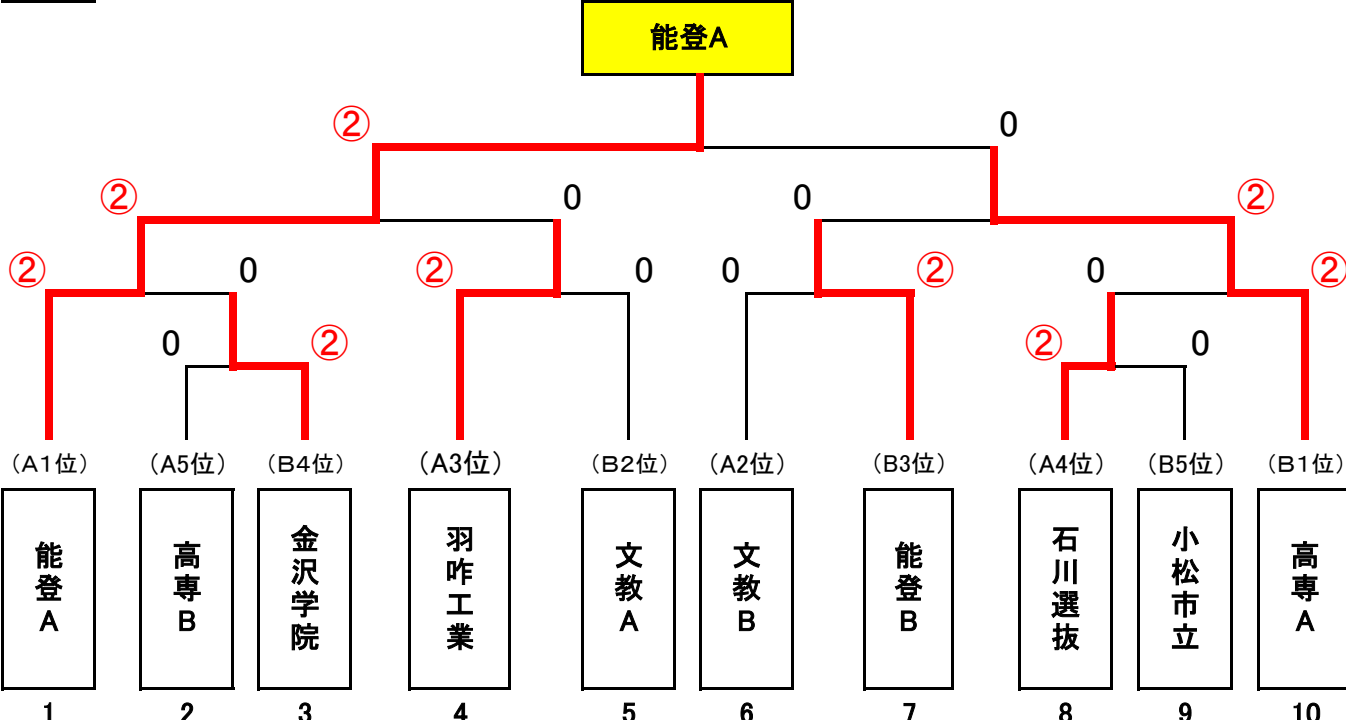 能登A
② 0
② 0 0 ②
② 0 ② 0 0 ② 0 ②
0 ② ② 0
(A1位) (A5位) (B4位) (A3位) (B2位) (A2位) (B3位) (A4位) (B5位) (B1位)
能登A 高専B 金沢学院 羽咋工業 文教A 文教B 能登B 石川選抜 小松市立 高専A
1 2 3 4 5 6 7 8 9 10